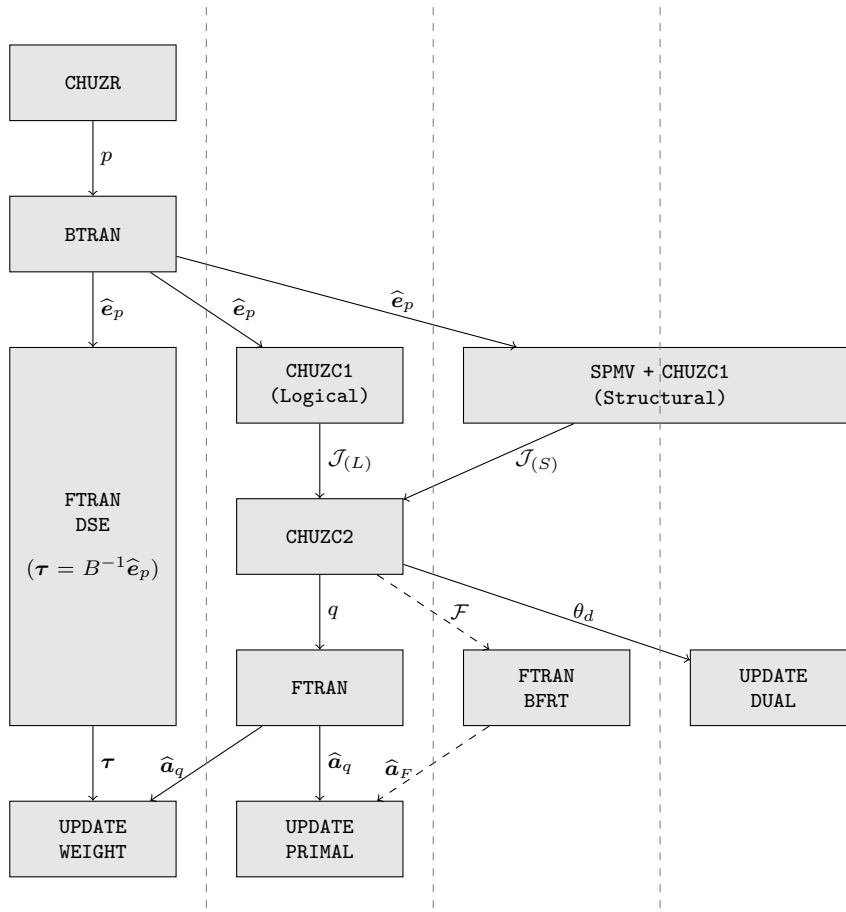 CHUZR
p
BTRAN
ê_p
ê_p
ê_p
CHUZC1
(Logical)
SPMV + CHUZC1
(Structural)
𝒥_(L)
𝒥_(S)
FTRAN
DSE
(τ = B⁻¹ê_p)
CHUZC2
q
ℱ
θ_d
FTRAN
FTRAN
BFRT
UPDATE
DUAL
τ
â_q
â_q
â_F
UPDATE
WEIGHT
UPDATE
PRIMAL